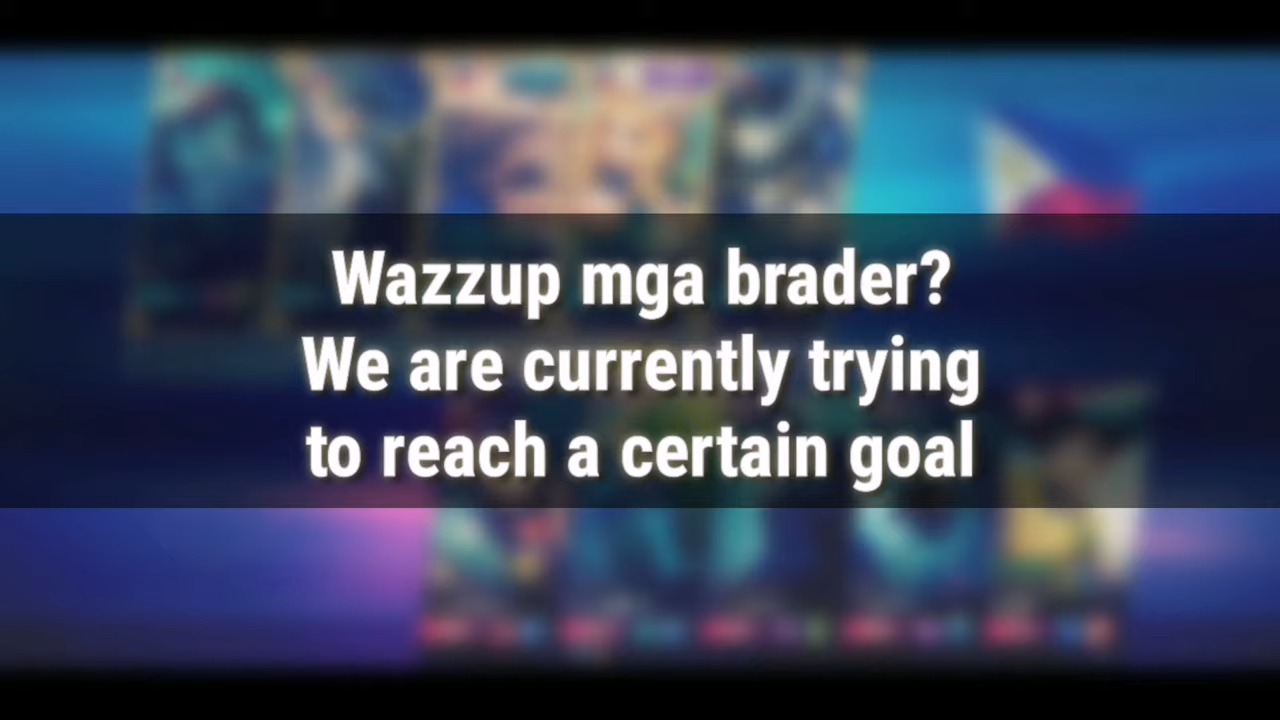 Wazzup mga brader?
We are currently trying
to reach a certain goal